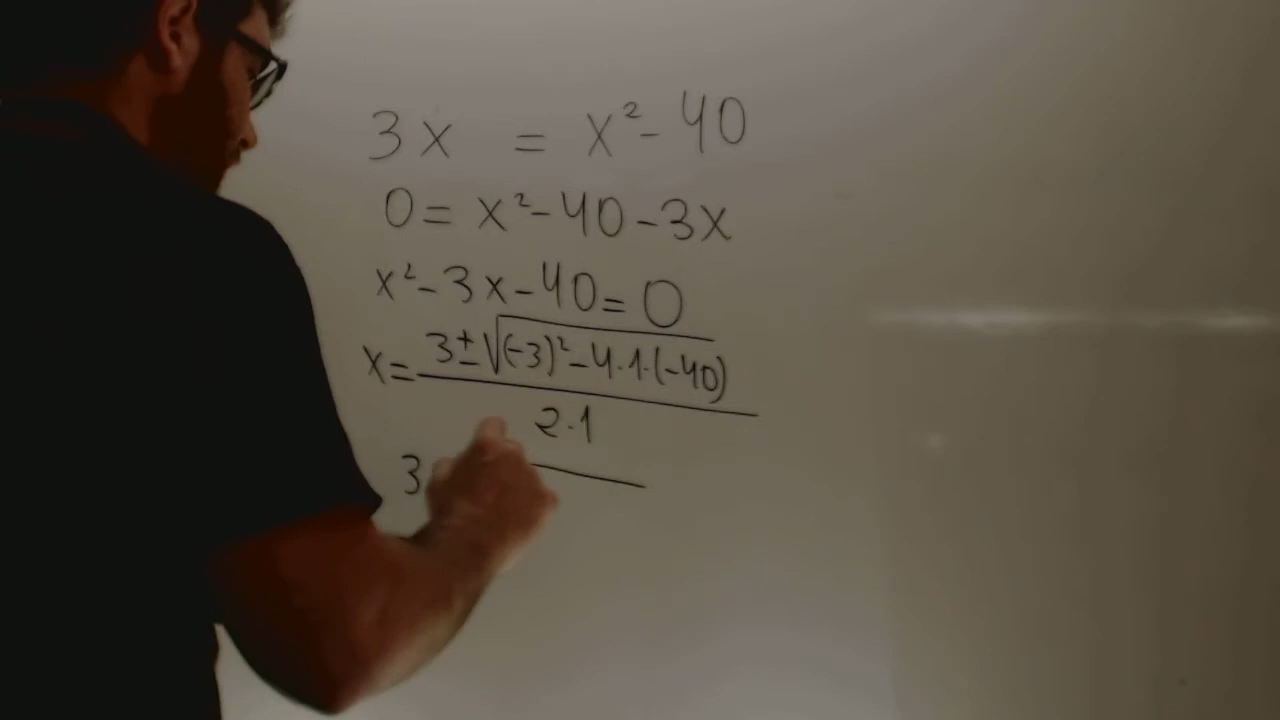 3x = x²-40
0 = x²-40-3x
x²-3x-40=0
x = 3±√(-3)²-4·1·(-40)
2·1
3